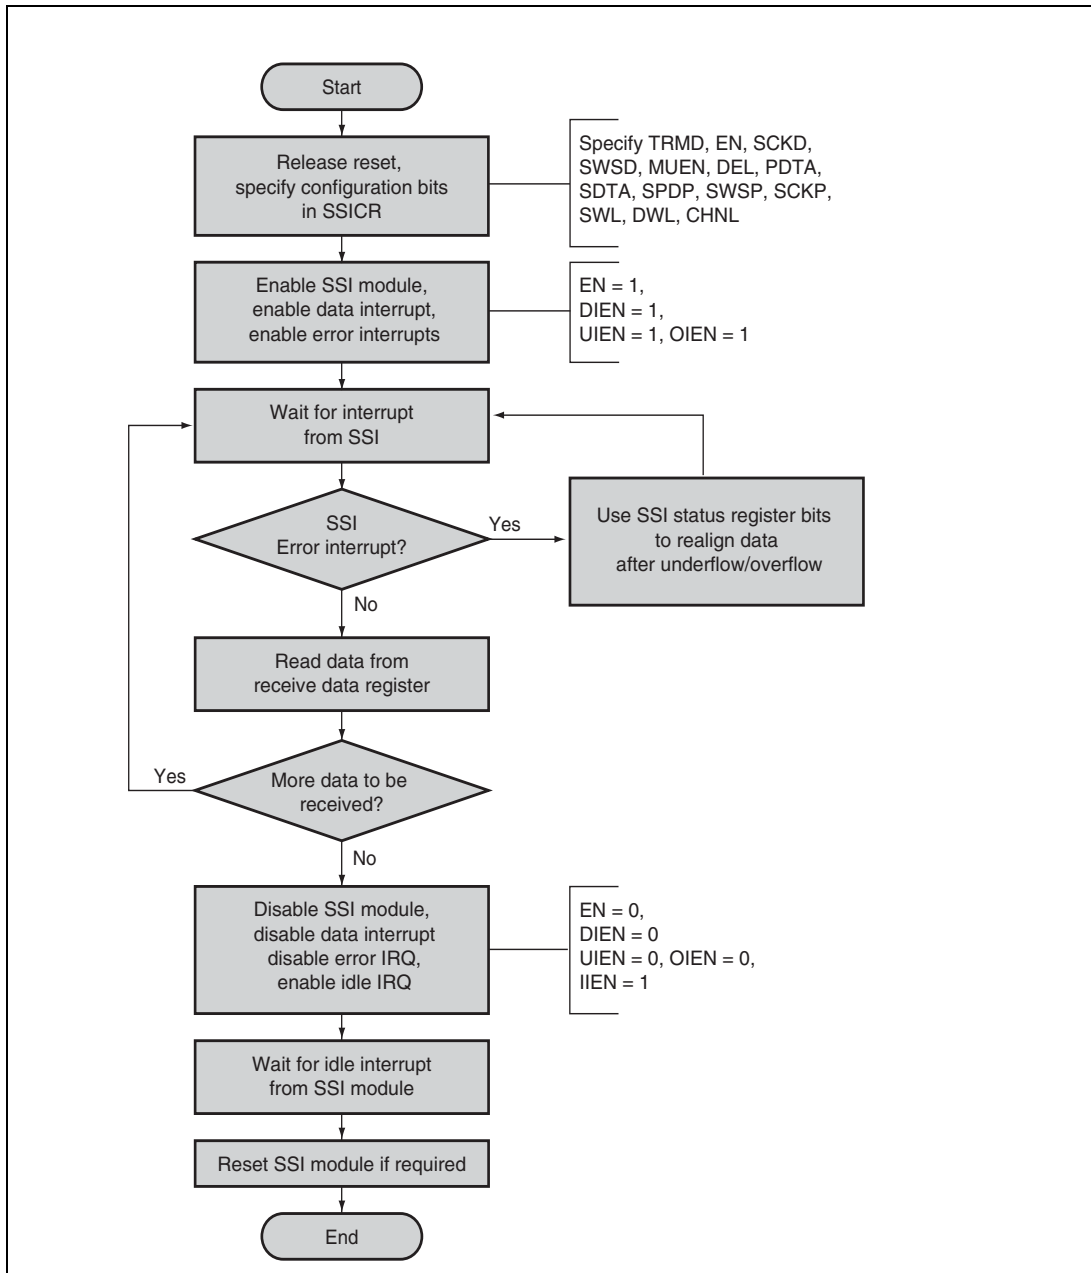 Start
Release reset,
specify configuration bits
in SSICR
Specify TRMD, EN, SCKD,
SWSD, MUEN, DEL, PDTA,
SDTA, SPDP, SWSP, SCKP,
SWL, DWL, CHNL
Enable SSI module,
enable data interrupt,
enable error interrupts
EN = 1,
DIEN = 1,
UIEN = 1, OIEN = 1
Wait for interrupt
from SSI
SSI
Error interrupt?
Yes
Use SSI status register bits
to realign data
after underflow/overflow
No
Read data from
receive data register
Yes
More data to be
received?
No
Disable SSI module,
disable data interrupt
disable error IRQ,
enable idle IRQ
EN = 0,
DIEN = 0
UIEN = 0, OIEN = 0,
IIEN = 1
Wait for idle interrupt
from SSI module
Reset SSI module if required
End